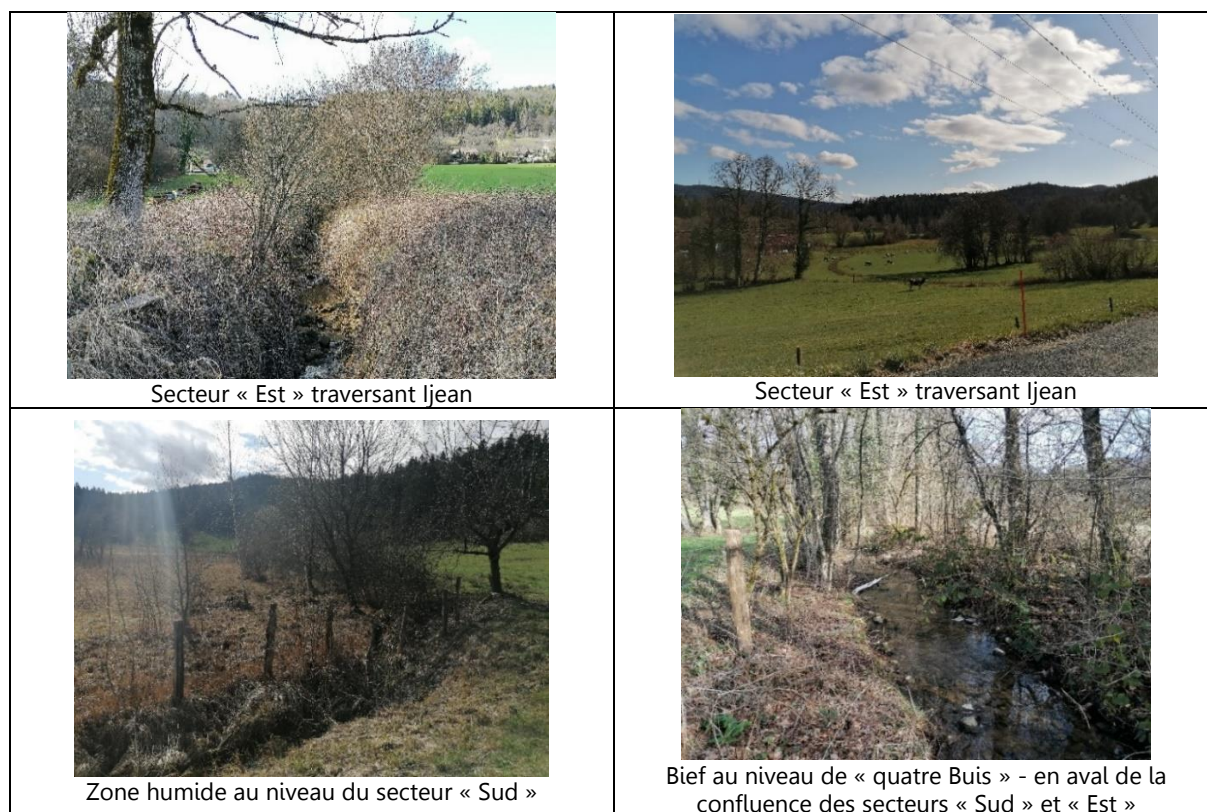 Secteur « Est » traversant Ijean
Secteur « Est » traversant Ijean
Zone humide au niveau du secteur « Sud »
Bief au niveau de « quatre Buis » - en aval de la
confluence des secteurs « Sud » et « Est »